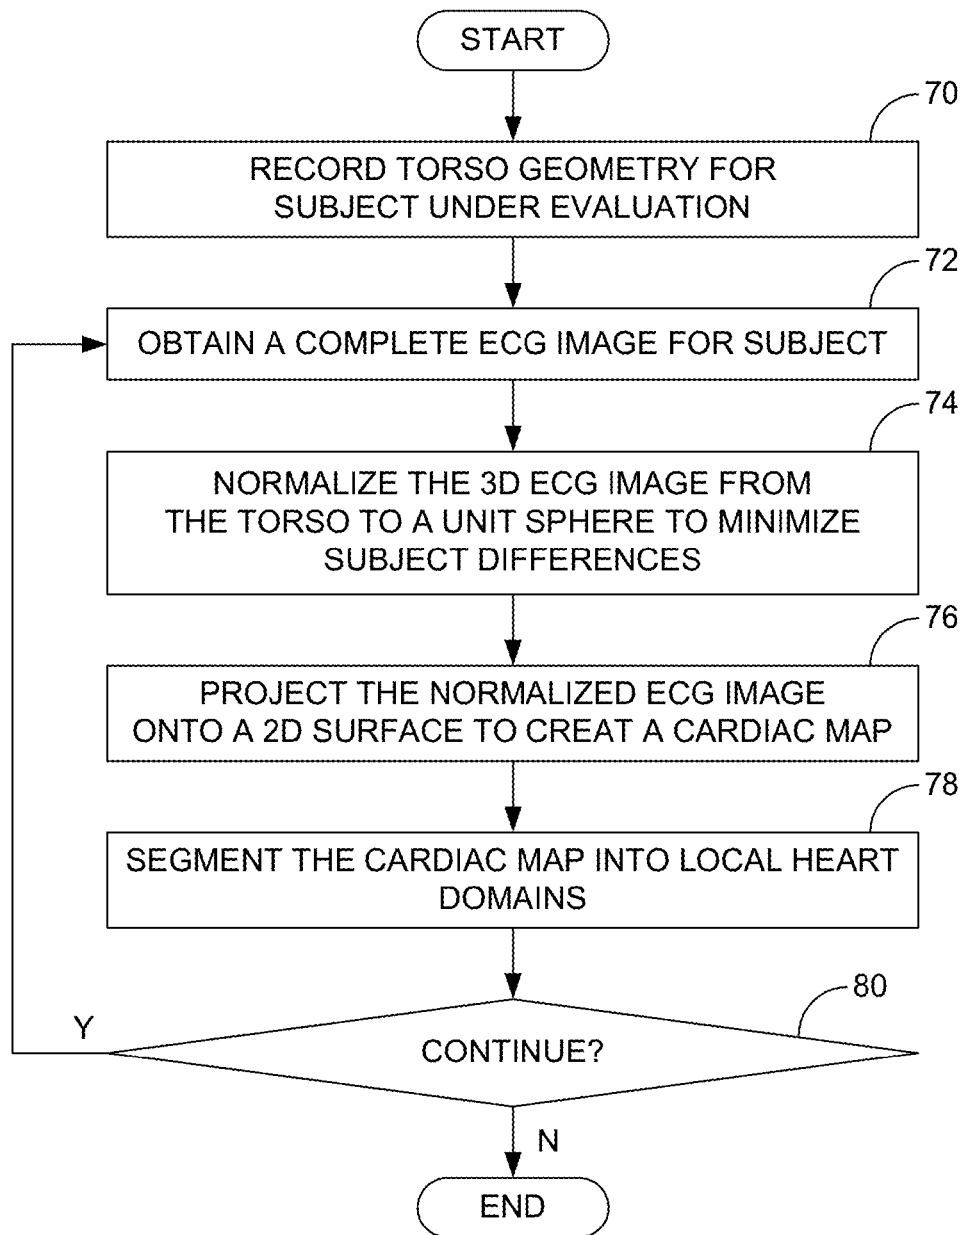 START
70
RECORD TORSO GEOMETRY FOR
SUBJECT UNDER EVALUATION
72
OBTAIN A COMPLETE ECG IMAGE FOR SUBJECT
74
NORMALIZE THE 3D ECG IMAGE FROM
THE TORSO TO A UNIT SPHERE TO MINIMIZE
SUBJECT DIFFERENCES
76
PROJECT THE NORMALIZED ECG IMAGE
ONTO A 2D SURFACE TO CREAT A CARDIAC MAP
78
SEGMENT THE CARDIAC MAP INTO LOCAL HEART
DOMAINS
80
Y
CONTINUE?
N
END